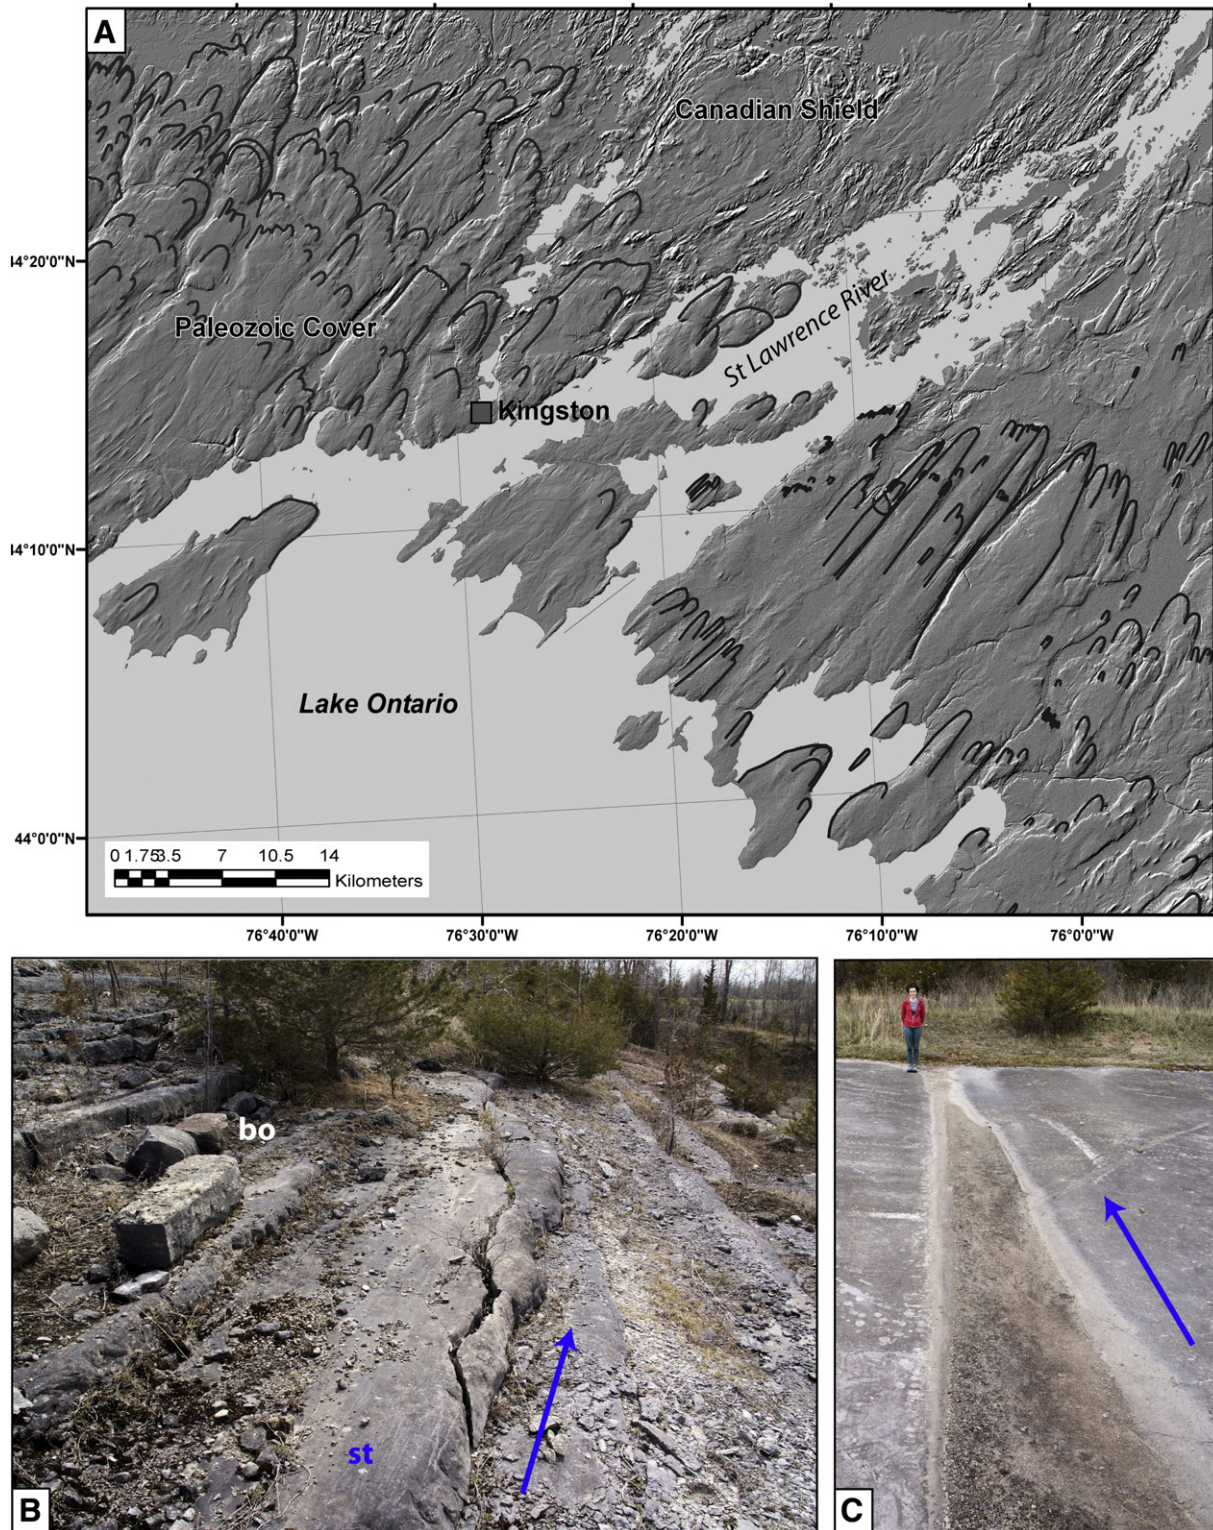 A
Canadian Shield
14°20'0"N
Paleozoic Cover
St Lawrence River
Kingston
14°10'0"N
Lake Ontario
44°0'0"N
0 1.75 3.5 7 10.5 14
Kilometers
76°40'0"W 76°30'0"W 76°20'0"W 76°10'0"W 76°0'0"W
bo
st
B
C